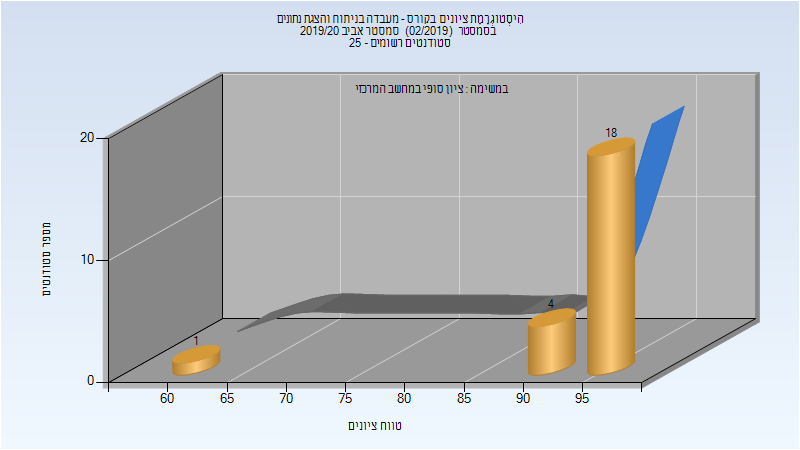 היסטוגרמת ציונים בקורס - מעבדה בניתוח והצגת נתונים
בסמסטר (02/2019) סמסטר אביב 2019/20
סטודנטים רשומים - 25
במשימה : ציון סופי במחשב המרכזי
20
10
0
מספר סטודנטים
1
4
18
60 65 70 75 80 85 90 95
טווח ציונים